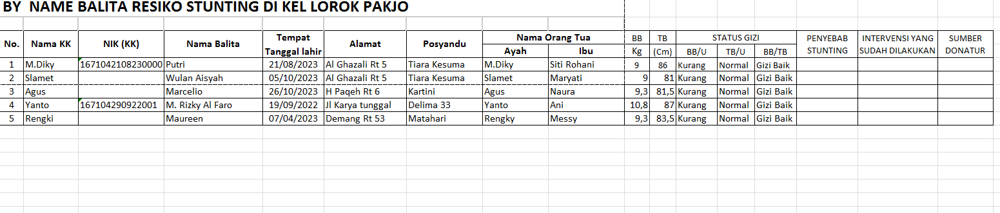 BY NAME BALITA RESIKO STUNTING DI KEL LOROK PAKJO
No. Nama KK NIK (KK) Nama Balita Tempat Tanggal lahir Alamat Posyandu Nama Orang Tua BB TB STATUS GIZI PENYEBAB STUNTING INTERVENSI YANG SUDAH DILAKUKAN SUMBER DONATUR
Ayah Ibu Kg (Cm) BB/U TB/U BB/TB
1 M.Diky 1671042108230000 Putri 21/08/2023 Al Ghazali Rt 5 Tiara Kesuma M.Diky Siti Rohani 9 86 Kurang Normal Gizi Baik
2 Slamet Wulan Aisyah 05/10/2023 Al Ghazali Rt 5 Tiara Kesuma Slamet Maryati 9 81 Kurang Normal Gizi Baik
3 Agus Marcelio 26/10/2023 H Paqeh Rt 6 Kartini Agus Naura 9,3 81,5 Kurang Normal Gizi Baik
4 Yanto 167104290922001 M. Rizky Al Faro 19/09/2022 Jl Karya tunggal Delima 33 Yanto Ani 10,8 87 Kurang Normal Gizi Baik
5 Rengki Maureen 07/04/2023 Demang Rt 53 Matahari Rengky Messy 9,3 83,5 Kurang Normal Gizi Baik